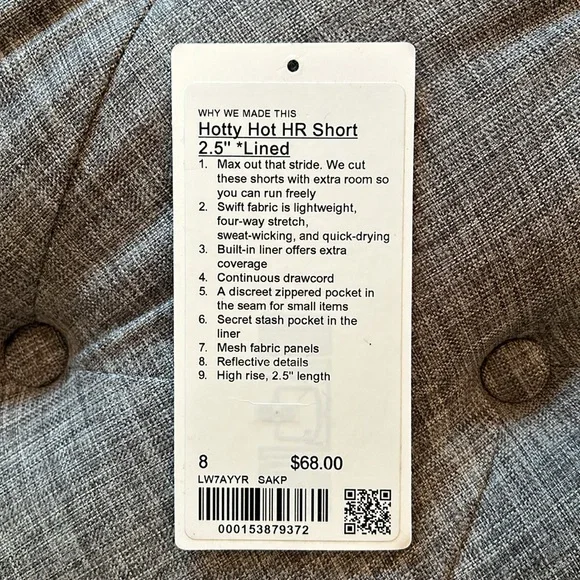 WHY WE MADE THIS
Hotty Hot HR Short
2.5" *Lined
1. Max out that stride. We cut
these shorts with extra room so
you can run freely
2. Swift fabric is lightweight,
four-way stretch,
sweat-wicking, and quick-drying
3. Built-in liner offers extra
coverage
4. Continuous drawcord
5. A discreet zippered pocket in
the seam for small items
6. Secret stash pocket in the
liner
7. Mesh fabric panels
8. Reflective details
9. High rise, 2.5" length
8 $68.00
LW7AYYR SAKP
000153879372